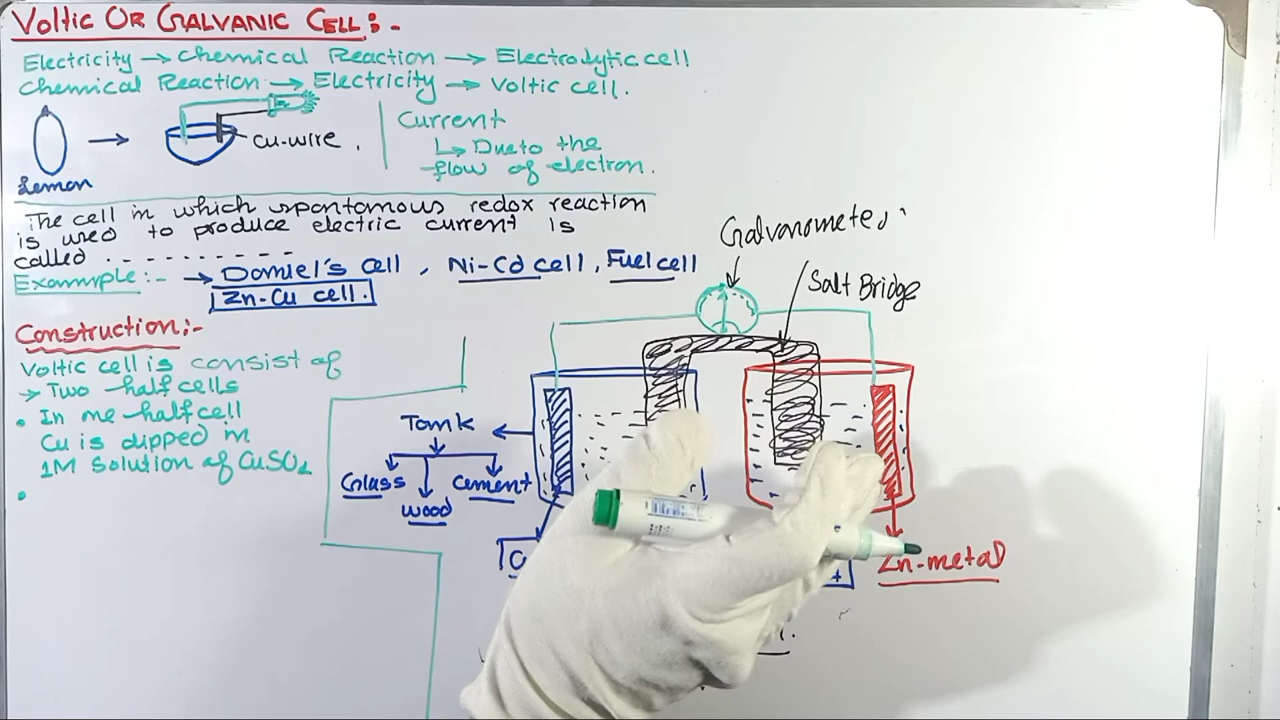 Voltic Or Galvanic Cell:-
Electricity → Chemical Reaction → Electrolytic cell
Chemical Reaction → Electricity → Voltic cell.
Cu-wire.
Lemon
Current
↳ Due to the
flow of electron.
The cell in which spontamous redox reaction
is used to produce electric current is
called - - - - - - - - - -
Example:- → Daniel's Cell, Ni-Cd cell, Fuel cell
Zn-Cu cell.
Galvanometer
Salt Bridge
Construction:-
Voltic cell is consist of
→ Two half cells
• In one half cell
Cu is dipped in
1M solution of CuSO4
•
Tank
Glass
wood
Cement
Zn-metal